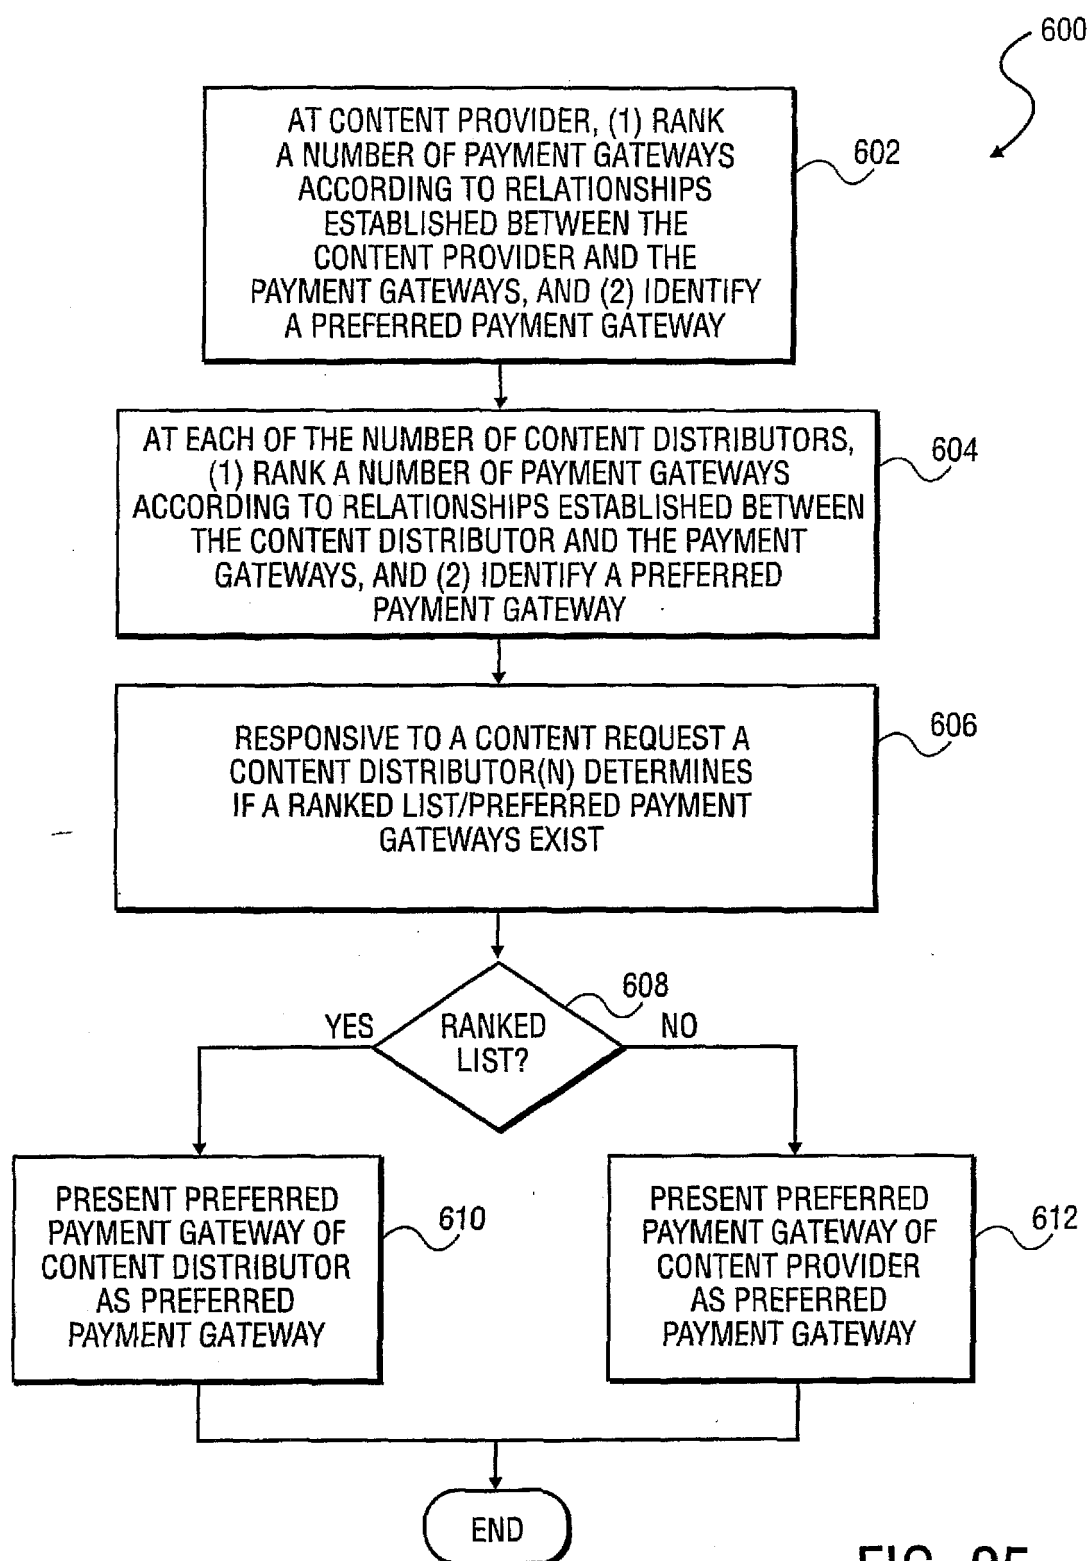 600
AT CONTENT PROVIDER, (1) RANK
A NUMBER OF PAYMENT GATEWAYS
ACCORDING TO RELATIONSHIPS
ESTABLISHED BETWEEN THE
CONTENT PROVIDER AND THE
PAYMENT GATEWAYS, AND (2) IDENTIFY
A PREFERRED PAYMENT GATEWAY
602
AT EACH OF THE NUMBER OF CONTENT DISTRIBUTORS,
(1) RANK A NUMBER OF PAYMENT GATEWAYS
ACCORDING TO RELATIONSHIPS ESTABLISHED BETWEEN
THE CONTENT DISTRIBUTOR AND THE PAYMENT
GATEWAYS, AND (2) IDENTIFY A PREFERRED
PAYMENT GATEWAY
604
RESPONSIVE TO A CONTENT REQUEST A
CONTENT DISTRIBUTOR(N) DETERMINES
IF A RANKED LIST/PREFERRED PAYMENT
GATEWAYS EXIST
606
608
YES
RANKED
LIST?
NO
PRESENT PREFERRED
PAYMENT GATEWAY OF
CONTENT DISTRIBUTOR
AS PREFERRED
PAYMENT GATEWAY
610
PRESENT PREFERRED
PAYMENT GATEWAY OF
CONTENT PROVIDER
AS PREFERRED
PAYMENT GATEWAY
612
END
FIG. 25